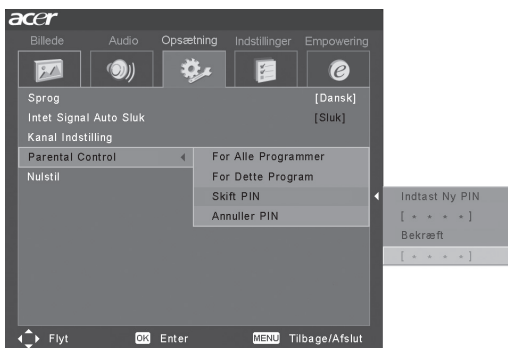 acer
Billede Audio Opsætning Indstillinger Empowering
e
Sprog [Dansk]
Intet Signal Auto Sluk [Sluk]
Kanal Indstilling
Parental Control
For Alle Programmer
Nulstil
For Dette Program
Skift PIN
Annuller PIN
Indtast Ny PIN
[ * * * * ]
Bekræft
[ * * * * ]
Flyt OK Enter MENU Tilbage/Afslut